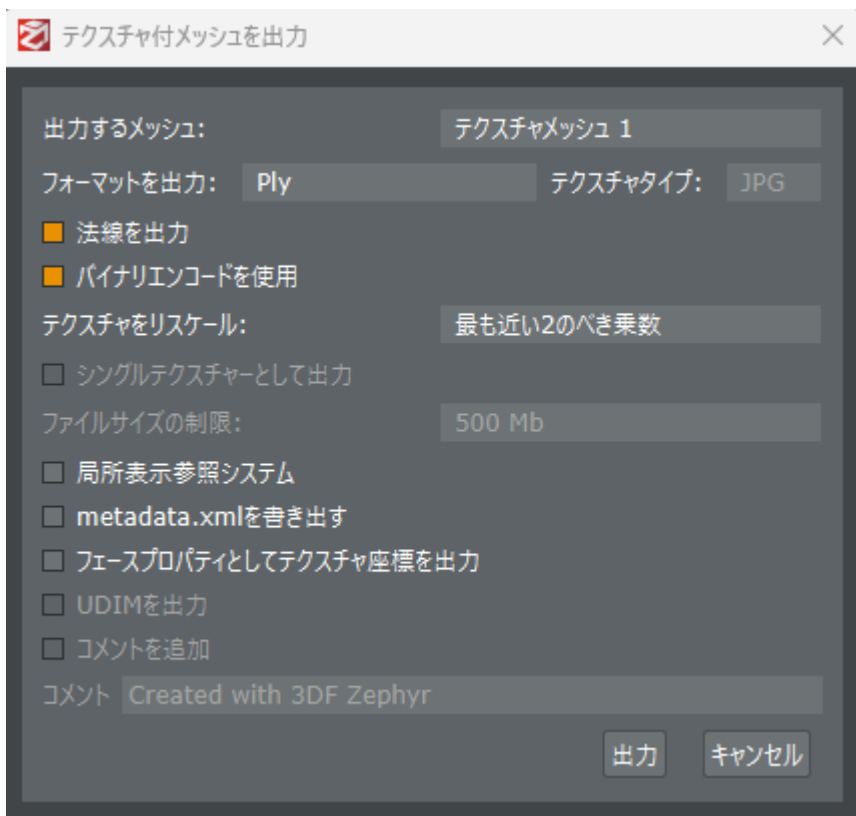 テクスチャ付メッシュを出力
出力するメッシュ: テクスチャメッシュ 1
フォーマットを出力: Ply テクスチャタイプ: JPG
法線を出力
バイナリエンコードを使用
テクスチャをリスケール: 最も近い2のべき乗数
シングルテクスチャーとして出力
ファイルサイズの制限: 500 Mb
局所表示参照システム
metadata.xmlを書き出す
フェースプロパティとしてテクスチャ座標を出力
UDIMを出力
コメントを追加
コメント Created with 3DF Zephyr
出力 キャンセル